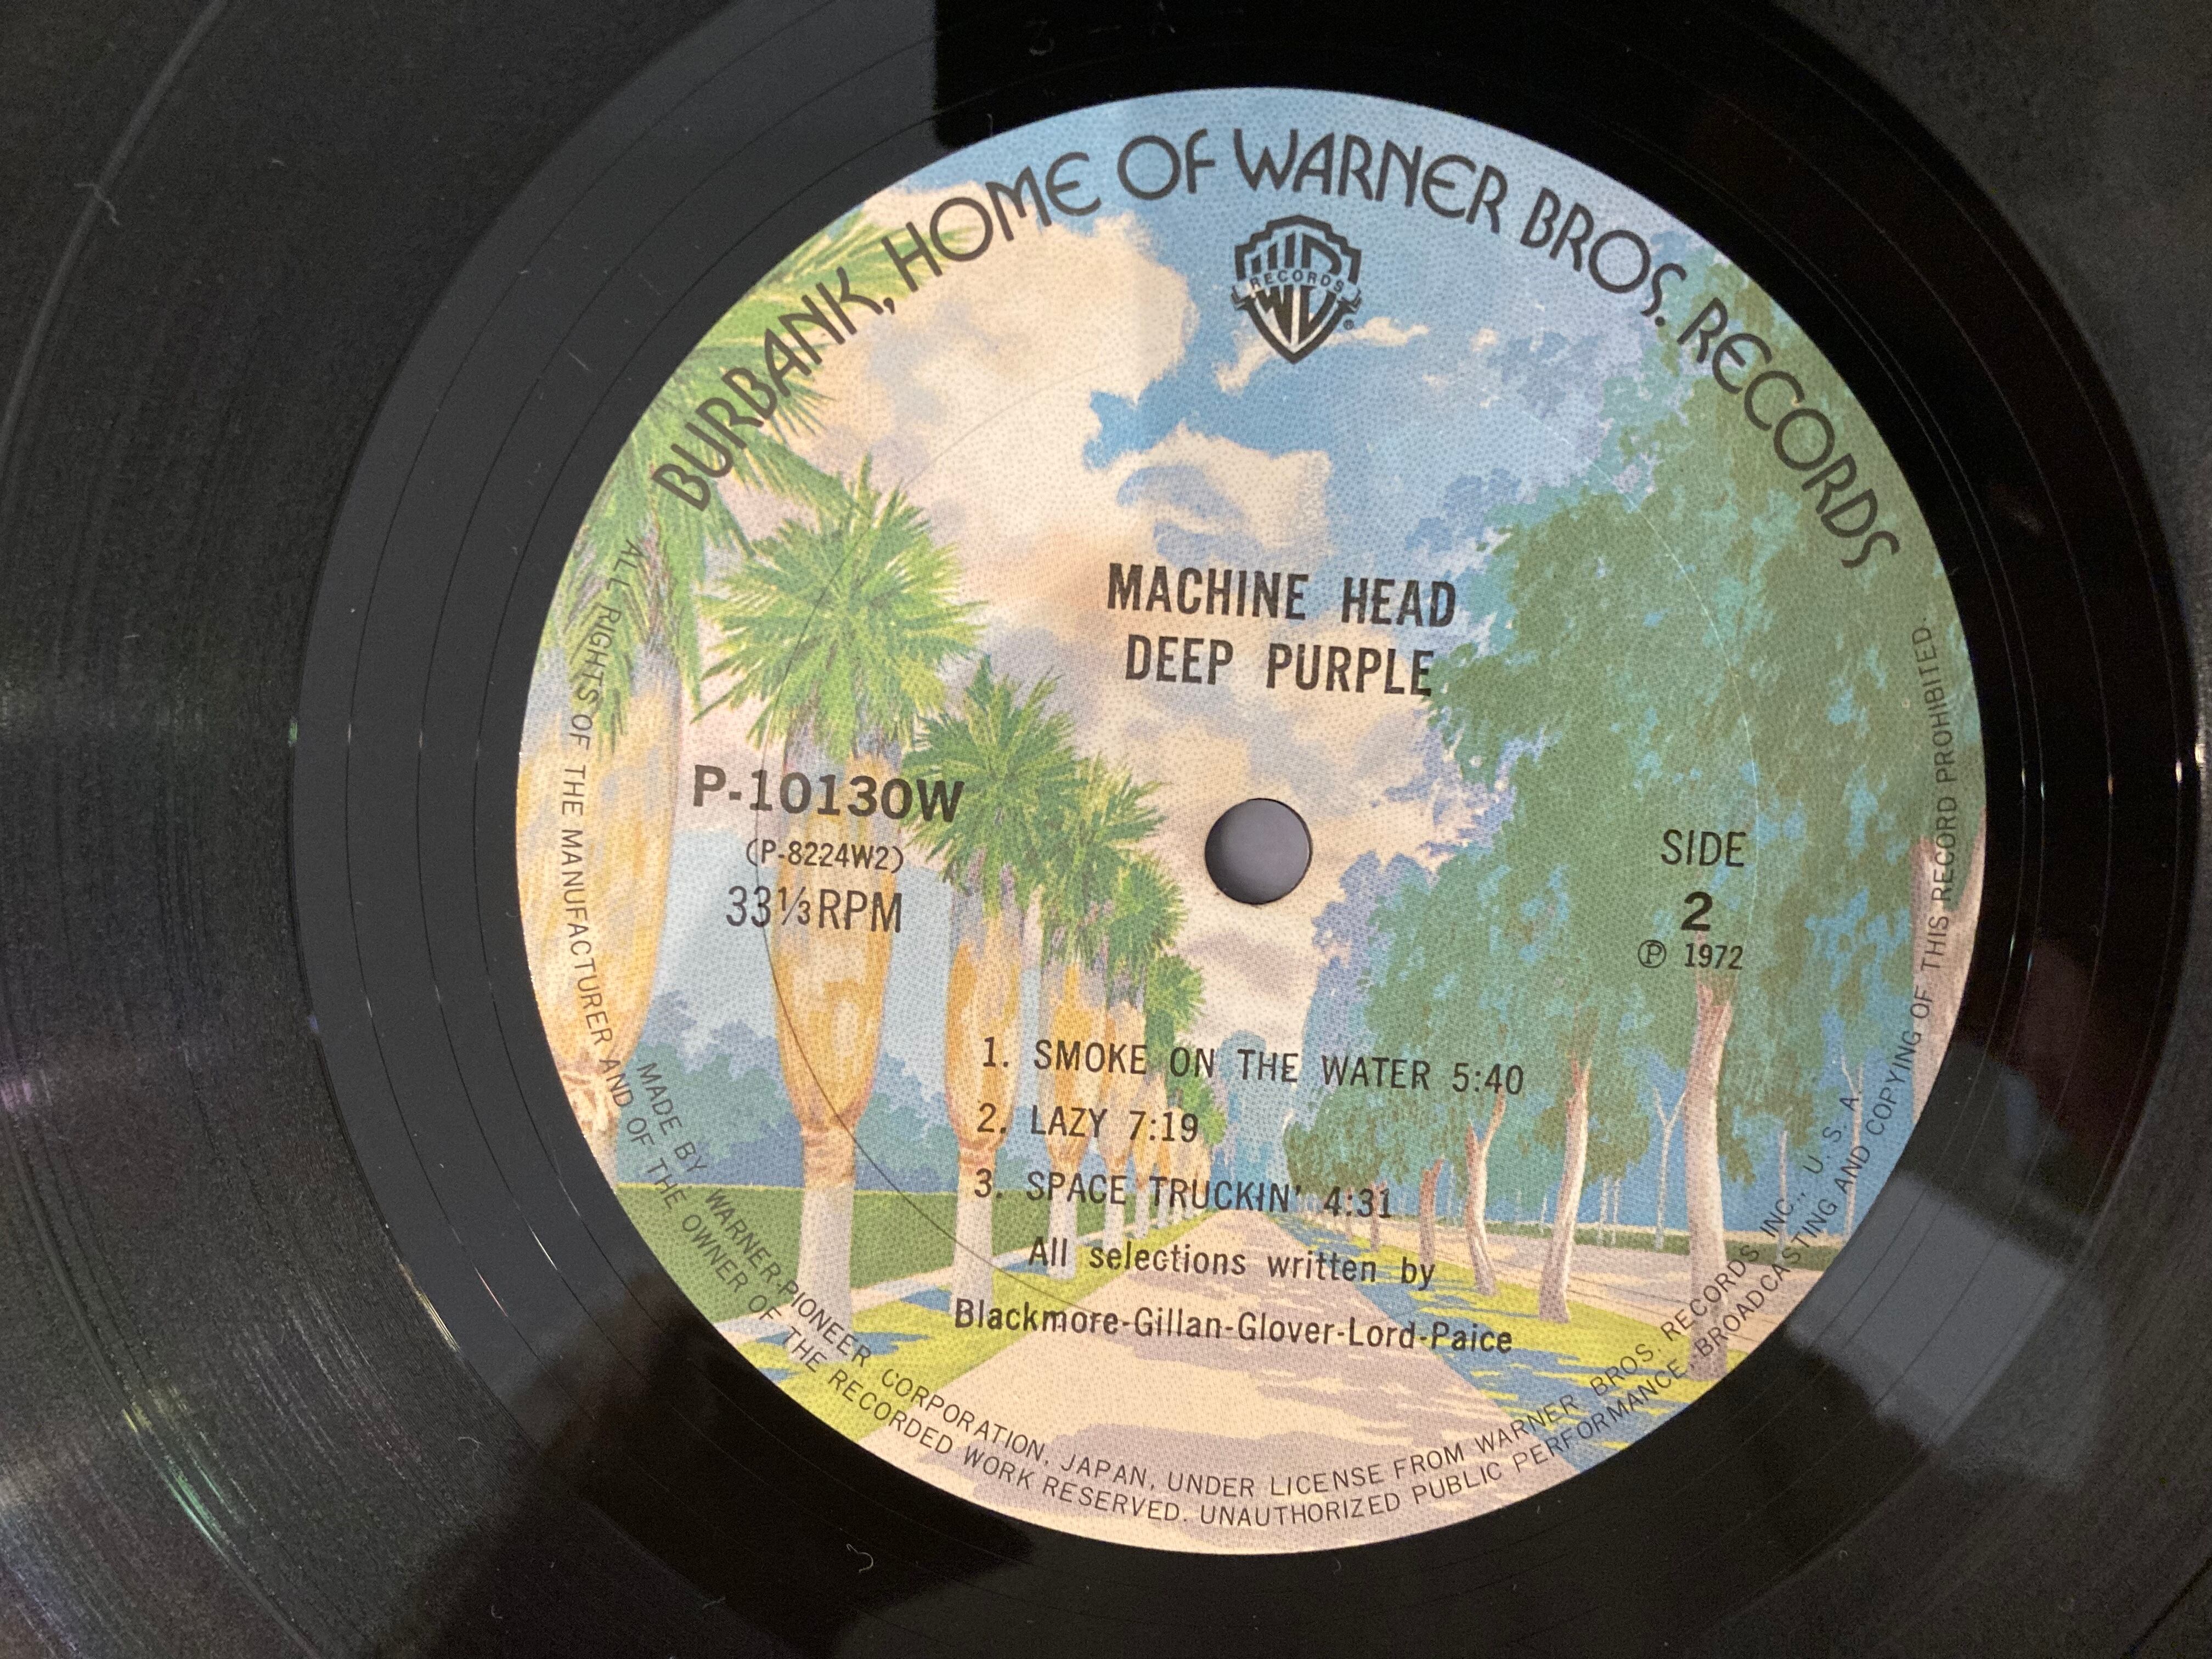 BURBANK, HOME OF WARNER BROS. RECORDS
WB
RECORDS
®
MACHINE HEAD
DEEP PURPLE
P-10130W
(P-8224W2)
33⅓ RPM
SIDE
2
Ⓟ 1972
1. SMOKE ON THE WATER 5:40
2. LAZY 7:19
3. SPACE TRUCKIN' 4:31
All selections written by
Blackmore-Gillan-Glover-Lord-Paice
MADE BY WARNER-PIONEER CORPORATION, JAPAN, UNDER LICENSE FROM WARNER BROS. RECORDS INC., U. S. A.
ALL RIGHTS OF THE MANUFACTURER AND OF THE OWNER OF THE RECORDED WORK RESERVED. UNAUTHORIZED PUBLIC PERFORMANCE, BROADCASTING AND COPYING OF THIS RECORD PROHIBITED.